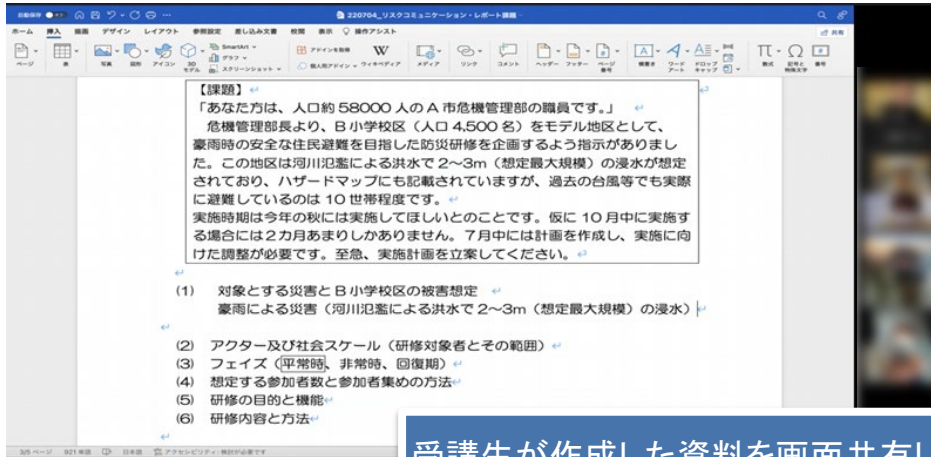 自動保存
220704_リスクコミュニケーション・レポート課題
ホーム 挿入 描画 デザイン レイアウト 参照設定 差し込み文書 校閲 表示 操作アシスト
共有
ページ 表 写真 図形 アイコン 3D モデル SmartArt グラフ スクリーンショット アドインを取得 個人用アドイン ウィキペディア メディア リンク コメント ヘッダー フッター ページ番号 横書き ワードアート ドロップキャップ 数式 記号と特殊文字 番号
【課題】
「あなた方は、人口約 58000 人の A 市危機管理部の職員です。」
危機管理部長より、B 小学校区(人口 4,500 名)をモデル地区として、
豪雨時の安全な住民避難を目指した防災研修を企画するよう指示がありまし
た。この地区は河川氾濫による洪水で 2~3m(想定最大規模)の浸水が想定
されており、ハザードマップにも記載されていますが、過去の台風等でも実際
に避難しているのは 10 世帯程度です。
実施時期は今年の秋には実施してほしいとのことです。仮に 10 月中に実施す
る場合には2カ月あまりしかありません。7月中には計画を作成し、実施に向
けた調整が必要です。至急、実施計画を立案してください。
(1) 対象とする災害と B 小学校区の被害想定
豪雨による災害(河川氾濫による洪水で 2~3m(想定最大規模)の浸水)
(2) アクター及び社会スケール(研修対象者とその範囲)
(3) フェイズ(平常時、非常時、回復期)
(4) 想定する参加者数と参加者集めの方法
(5) 研修の目的と機能
(6) 研修内容と方法
3/5 ページ 921 単語 日本語 アクセシビリティ: 検討が必要です
受講生が作成した資料を画面共有し